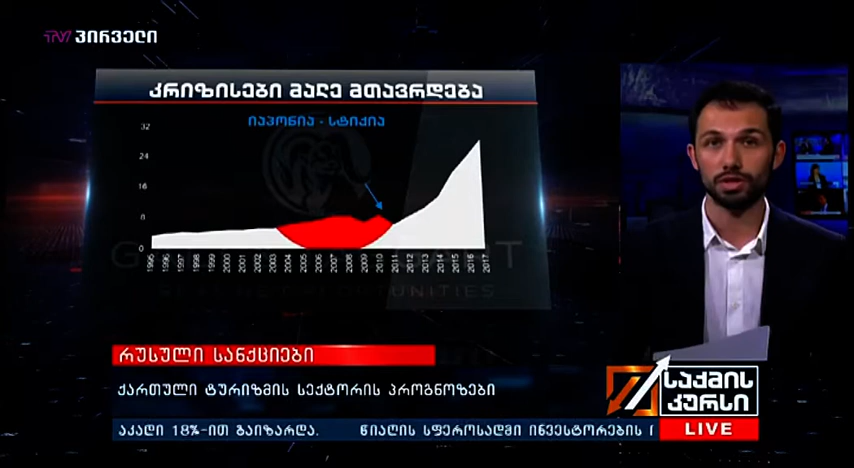 TV პირველი
კრიზისები მალე მთავრდება
იაპონია - სტიქია
32
24
16
8
0
1995 1996 1997 1998 1999 2000 2001 2002 2003 2004 2005 2006 2007 2008 2009 2010 2011 2012 2013 2014 2015 2016 2017
რუსული სანქციები
ქართული ტურიზმის სექტორის პროგნოზები
საქმის
კურსი
აკადი 18%-ით გაიზარდა. წიაღის სფეროსადმი ინვესტორების
LIVE